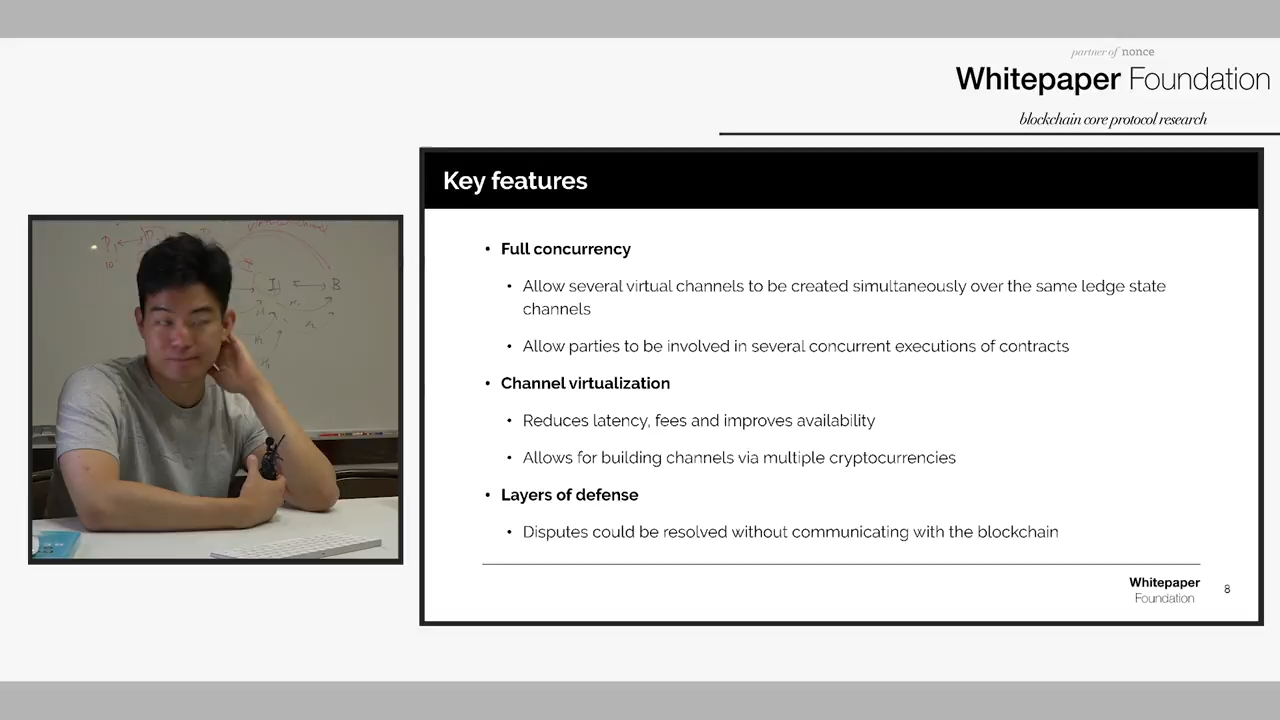 partner of nonce
Whitepaper Foundation
blockchain core protocol research
Key features
• Full concurrency
• Allow several virtual channels to be created simultaneously over the same ledge state
channels
• Allow parties to be involved in several concurrent executions of contracts
• Channel virtualization
• Reduces latency, fees and improves availability
• Allows for building channels via multiple cryptocurrencies
• Layers of defense
• Disputes could be resolved without communicating with the blockchain
Whitepaper
Foundation
8
I
B